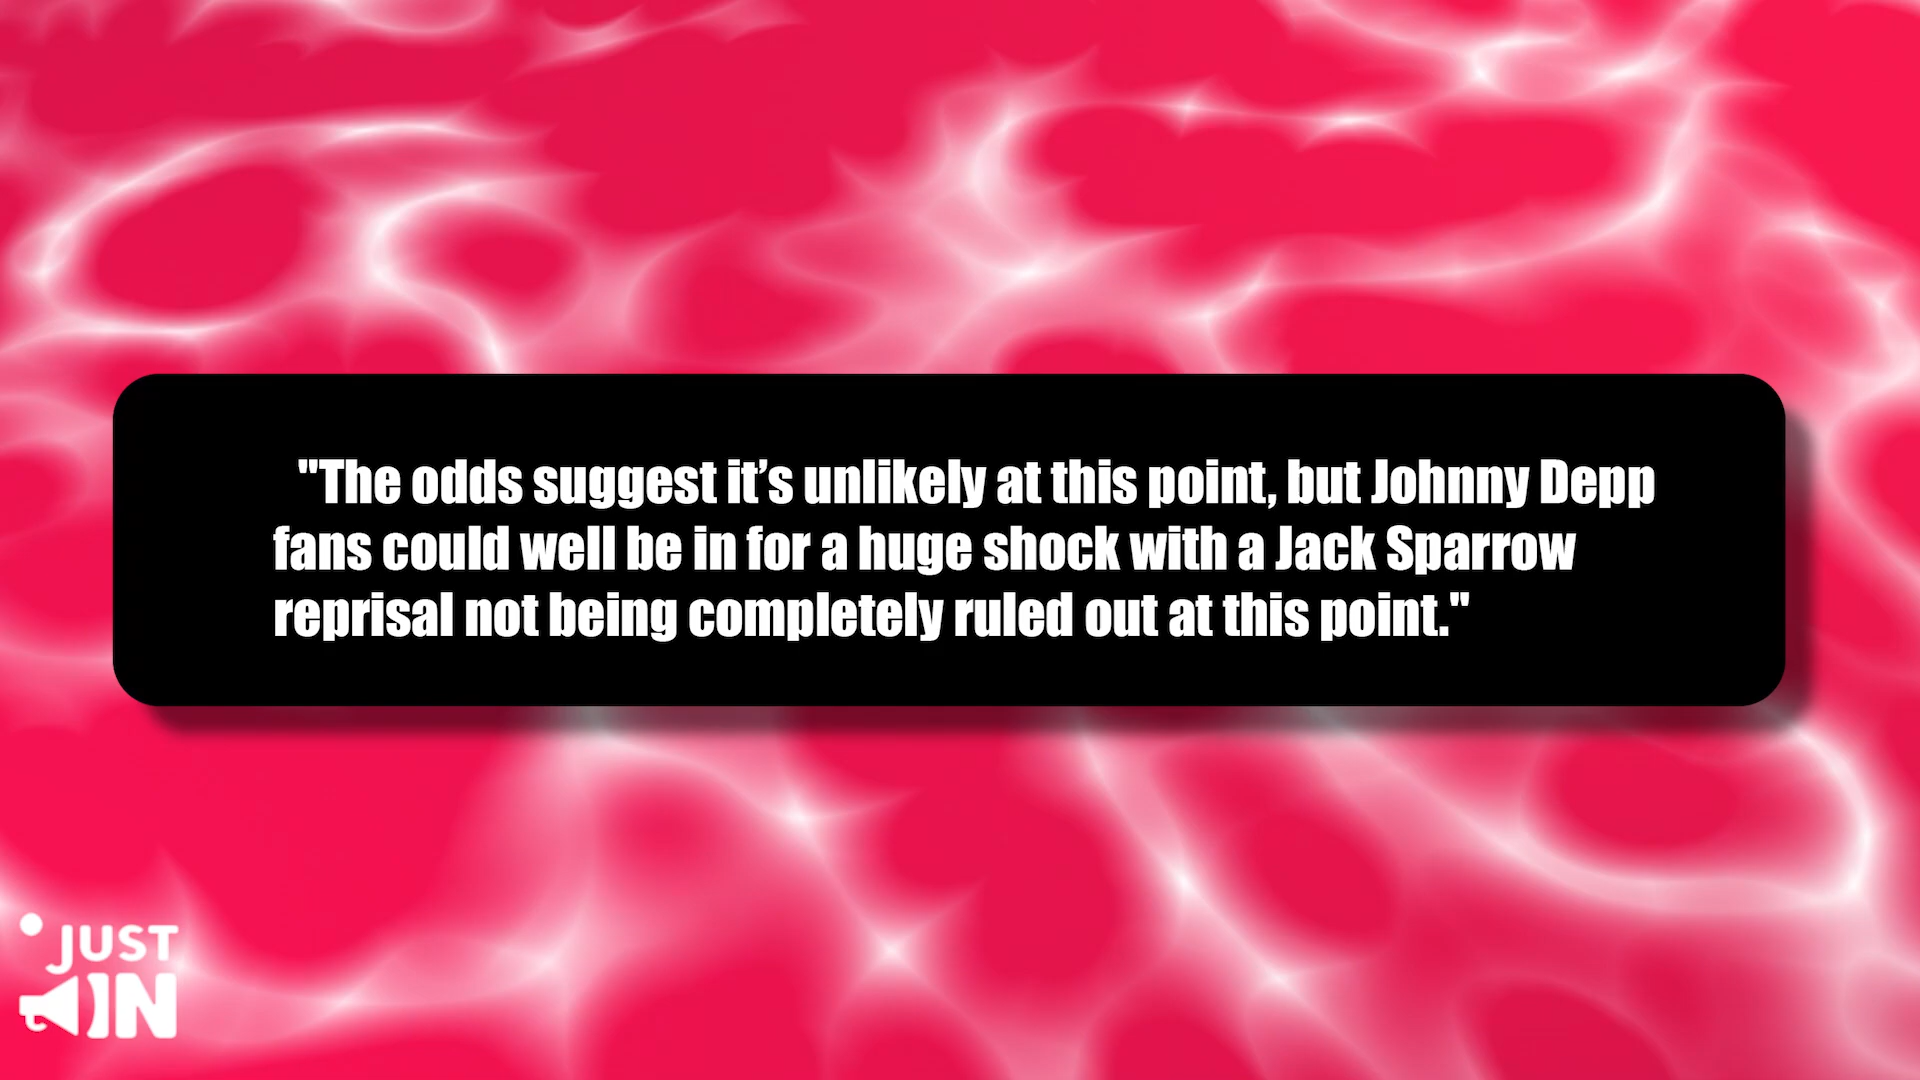 "The odds suggest it’s unlikely at this point, but Johnny Depp
fans could well be in for a huge shock with a Jack Sparrow
reprisal not being completely ruled out at this point."
JUST
IN